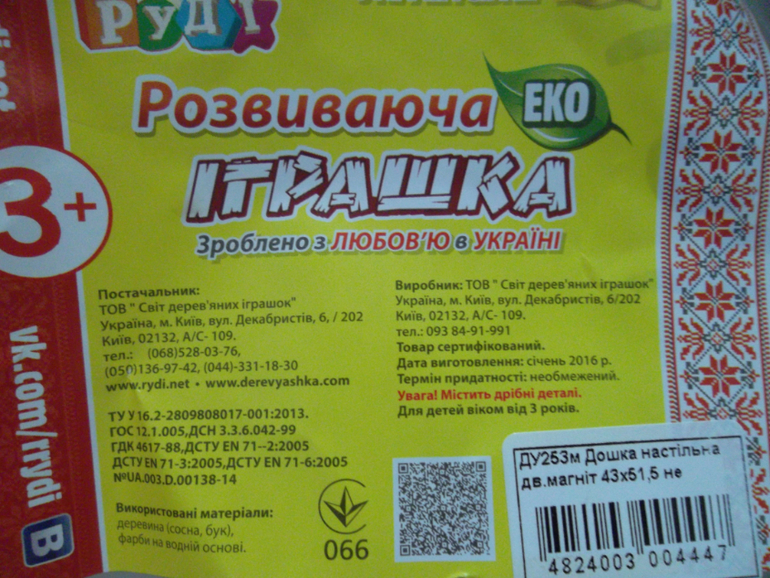 РУДІ
Розвиваюча
ЕКО
ІГРАШКА
Зроблено з ЛЮБОВ'Ю в УКРАЇНІ
3+
Постачальник:
ТОВ " Світ дерев'яних іграшок"
Україна, м. Київ, вул. Декабристів, 6, / 202
Київ, 02132, А/С- 109.
тел.: (068)528-03-76,
(050)136-97-42, (044)-331-18-30
www.rydi.net • www.derevyashka.com
Виробник: ТОВ " Світ дерев'яних іграшок"
Україна, м. Київ, вул. Декабристів, 6/202
Київ, 02132, А/С- 109.
тел.: 093 84-91-991
Товар сертифікований.
Дата виготовлення: січень 2016 р.
Термін придатності: необмежений.
Увага! Містить дрібні деталі.
Для дітей віком від 3 років.
ТУ У 16.2-2809808017-001:2013.
ГОС 12.1.005,ДСН 3.3.6.042-99
ГДК 4617-88,ДСТУ EN 71--2:2005
ДСТУ EN 71-3:2005,ДСТУ EN 71-6:2005
№UA.003.D.00138-14
Використовані матеріали:
деревина (сосна, бук),
фарби на водній основі.
066
vk.com/rrydi
B
ДУ253м Дошка настільна
дв.магніт 43х51,5 не
4824003 004447